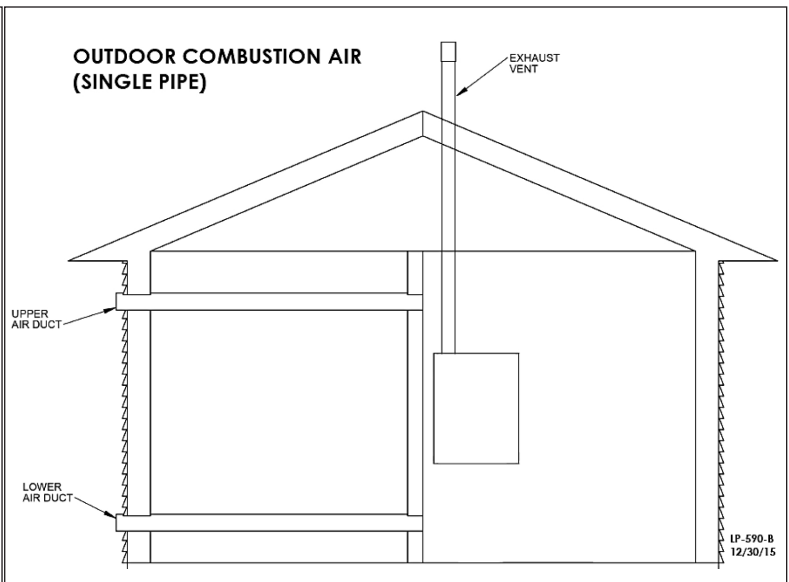 OUTDOOR COMBUSTION AIR
(SINGLE PIPE)
EXHAUST
VENT
UPPER
AIR DUCT
LOWER
AIR DUCT
LP-590-B
12/30/15